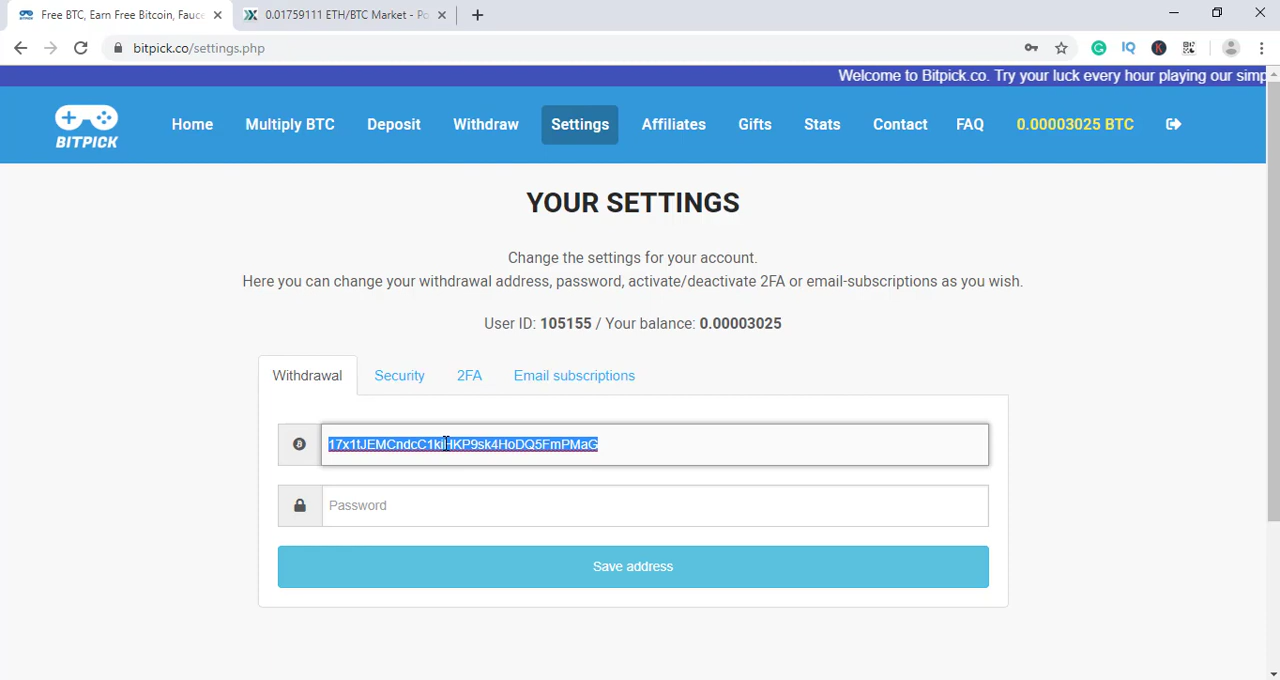 Free BTC, Earn Free Bitcoin, Fauce
0.01759111 ETH/BTC Market - Po
bitpick.co/settings.php
IQ
K
Welcome to Bitpick.co. Try your luck every hour playing our simp
BITPICK
Home
Multiply BTC
Deposit
Withdraw
Settings
Affiliates
Gifts
Stats
Contact
FAQ
0.00003025 BTC
YOUR SETTINGS
Change the settings for your account.
Here you can change your withdrawal address, password, activate/deactivate 2FA or email-subscriptions as you wish.
User ID: 105155 / Your balance: 0.00003025
Withdrawal
Security
2FA
Email subscriptions
Password
Save address